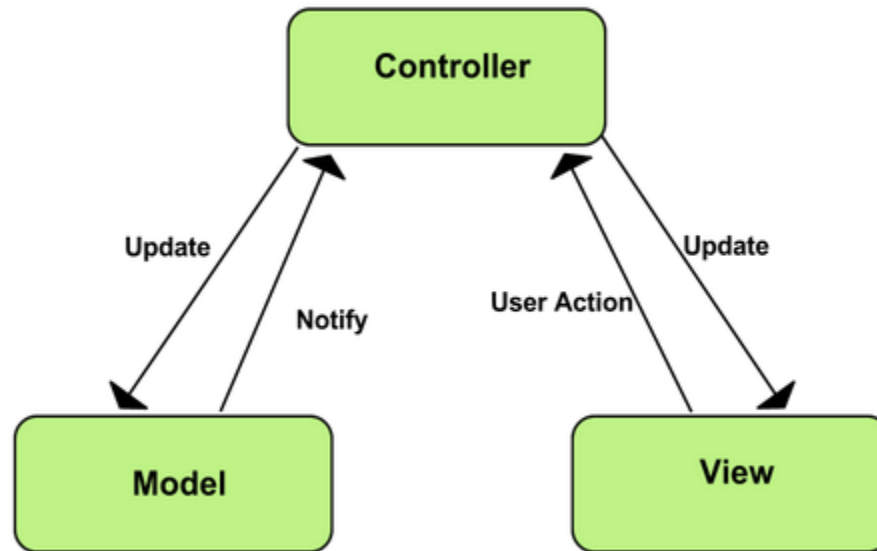 Controller
Update
Update
User Action
Notify
Model
View